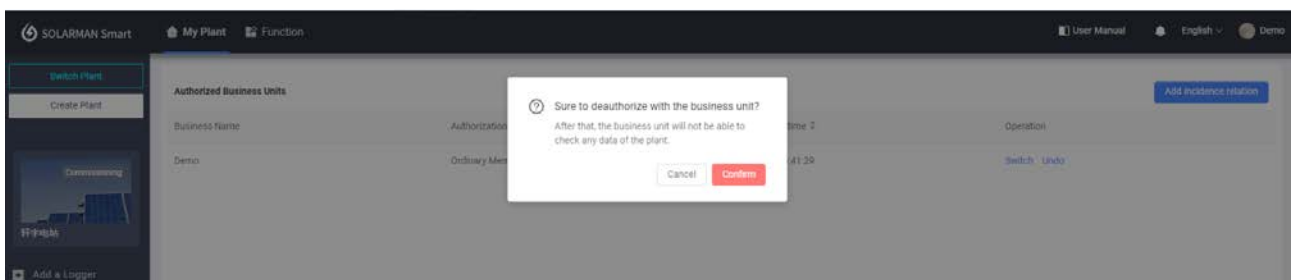 SOLARMAN Smart
My Plant
Function
User Manual
English
Demo
Switch Plant
Create Plant
Authorized Business Units
Add incidence relation
Business Name
Authorization
time
Operation
Demo
Ordinary Mem
41:29
Switch Undo
Sure to deauthorize with the business unit?
After that, the business unit will not be able to
check any data of the plant.
Cancel
Confirm
Commissioning
Add a Logger